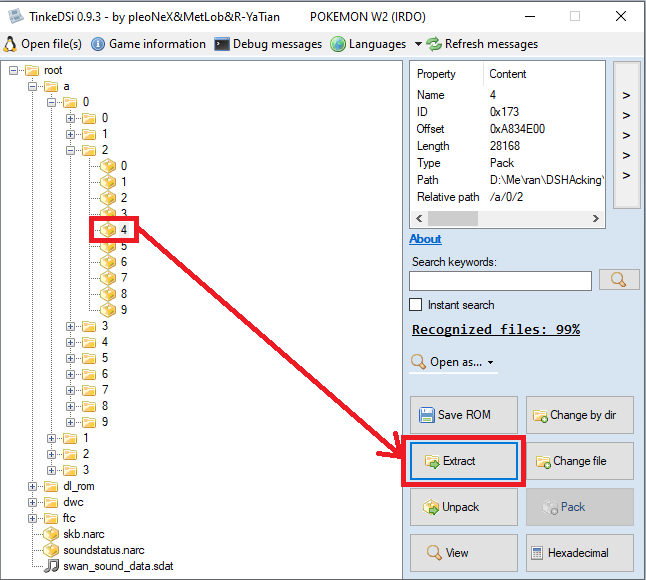 TinkeDSi 0.9.3 - by pleoNeX&MetLob&R-YaTian POKEMON W2 (IRDO)
Open file(s) Game information Debug messages Languages Refresh messages
root
a
0
0
1
2
0
1
2
3
4
5
6
7
8
9
3
4
5
6
7
8
9
1
2
3
dl_rom
dwc
ftc
skb.narc
soundstatus.narc
swan_sound_data.sdat
Property Content
Name 4
ID 0x173
Offset 0xA834E00
Length 28168
Type Pack
Path D:\Me\ran\DSHAcking\
Relative path /a/0/2
>
>
>
>
>
About
Search keywords:
Instant search
Recognized files: 99%
Open as...
Save ROM Change by dir
Extract Change file
Unpack Pack
View Hexadecimal